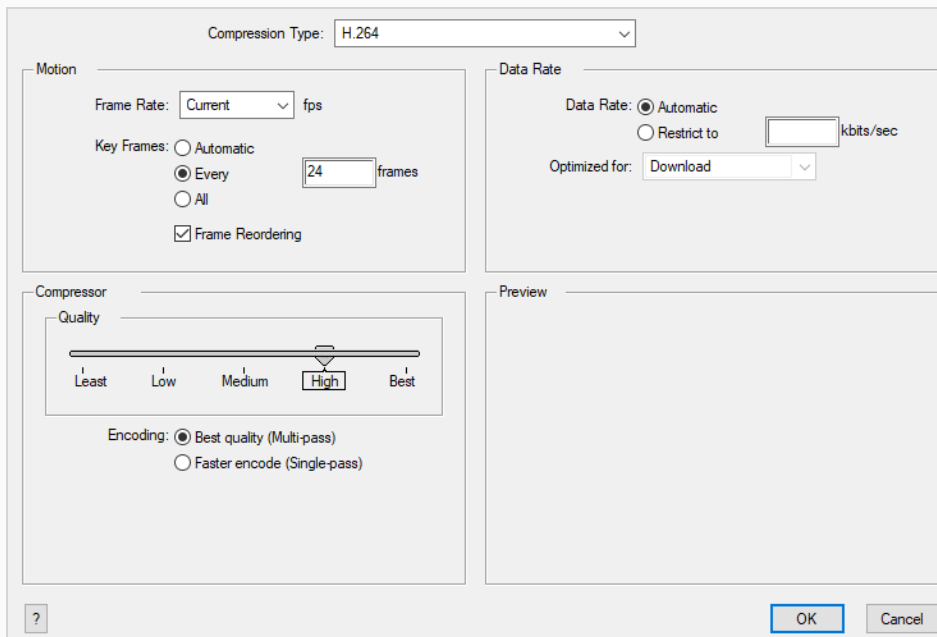 Compression Type: H.264
Motion
Frame Rate: Current fps
Key Frames: Automatic
Every 24 frames
All
Frame Reordering
Data Rate
Data Rate: Automatic
Restrict to kbits/sec
Optimized for: Download
Compressor
Quality
Least Low Medium High Best
Encoding: Best quality (Multi-pass)
Faster encode (Single-pass)
Preview
? OK Cancel